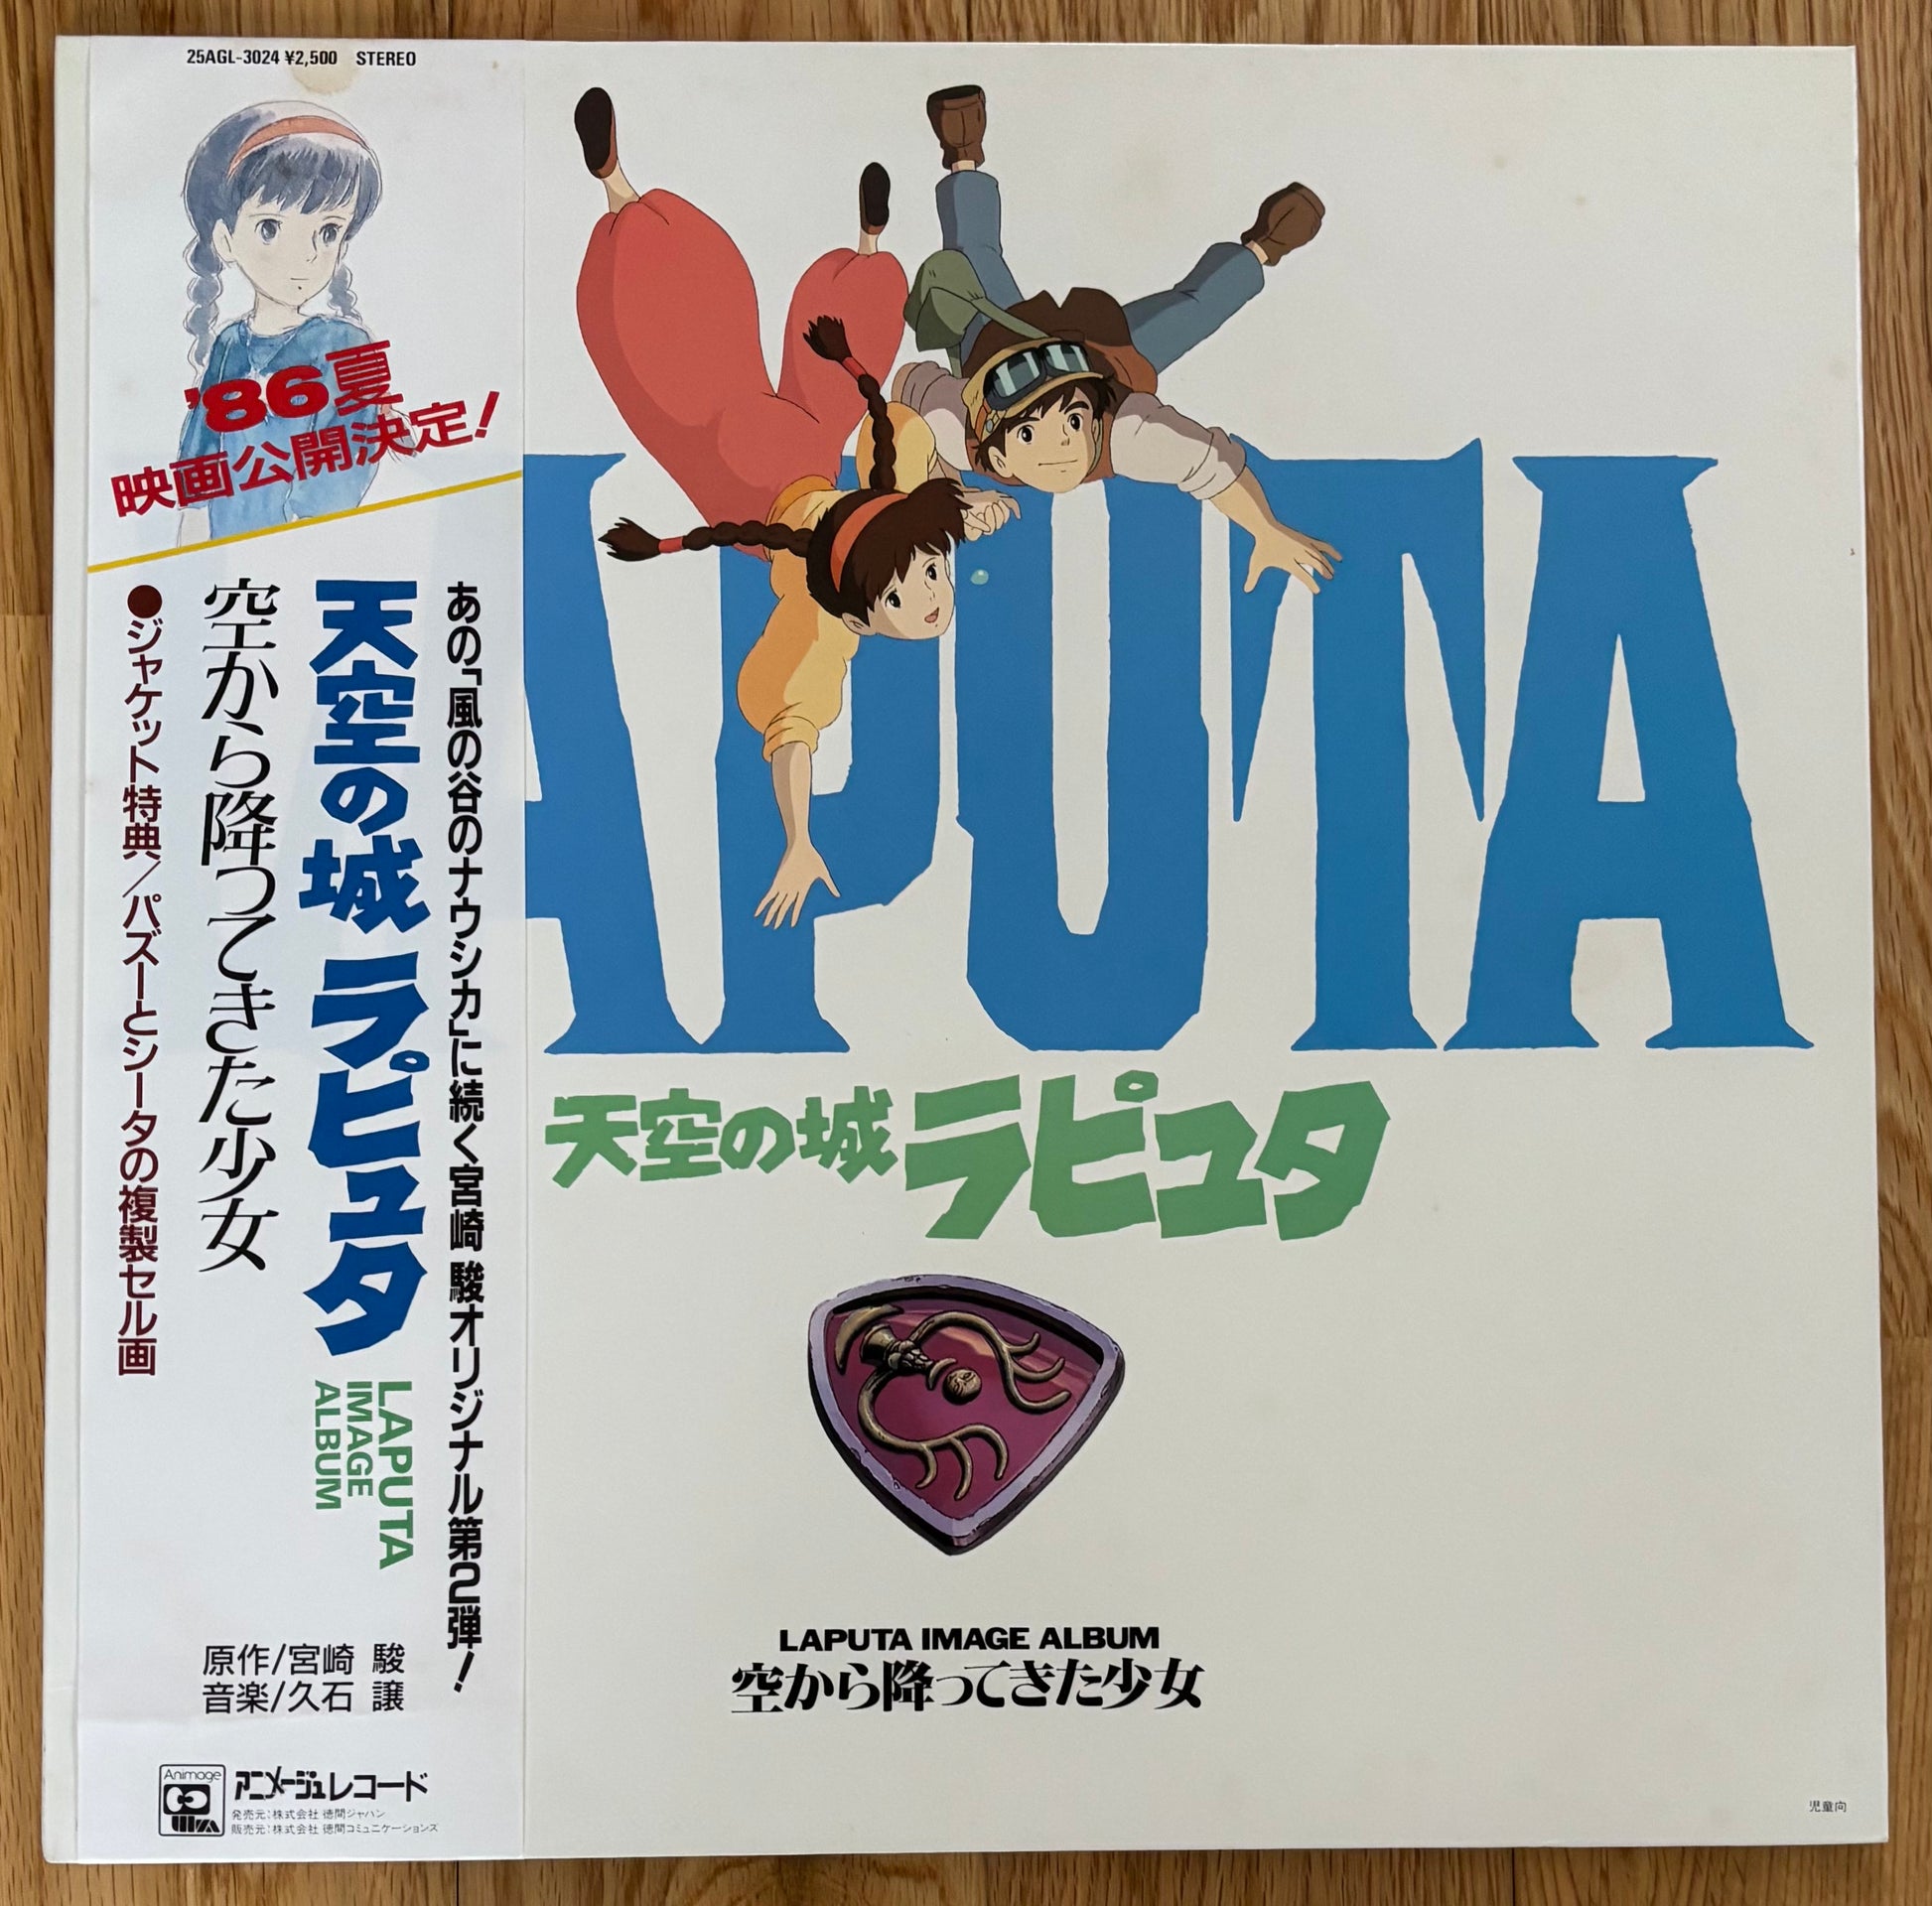 25AGL-3024 ¥2,500 STEREO
'86夏
映画公開決定!
あの「風の谷のナウシカ」に続く宮崎 駿オリジナル第2弾!
天空の城 ラピュタ
LAPUTA
IMAGE
ALBUM
空から降ってきた少女
●ジャケット特典/パズーとシータの複製セル画
原作/宮崎 駿
音楽/久石 譲
Animage
アニメージュレコード
発売元:株式会社 徳間ジャパン
販売元:株式会社 徳間コミュニケーションズ
APUTA
天空の城ラピュタ
LAPUTA IMAGE ALBUM
空から降ってきた少女
児童向